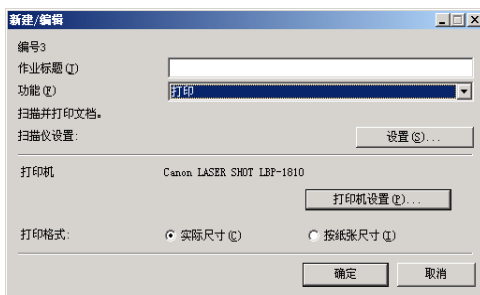 新建/编辑
编号3
作业标题(T)
功能(F) 打印
扫描并打印文档。
扫描仪设置: 设置(S)...
打印机 Canon LASER SHOT LBP-1810
打印机设置(P)...
打印格式: 实际尺寸(C) 按紙张尺寸(I)
确定 取消